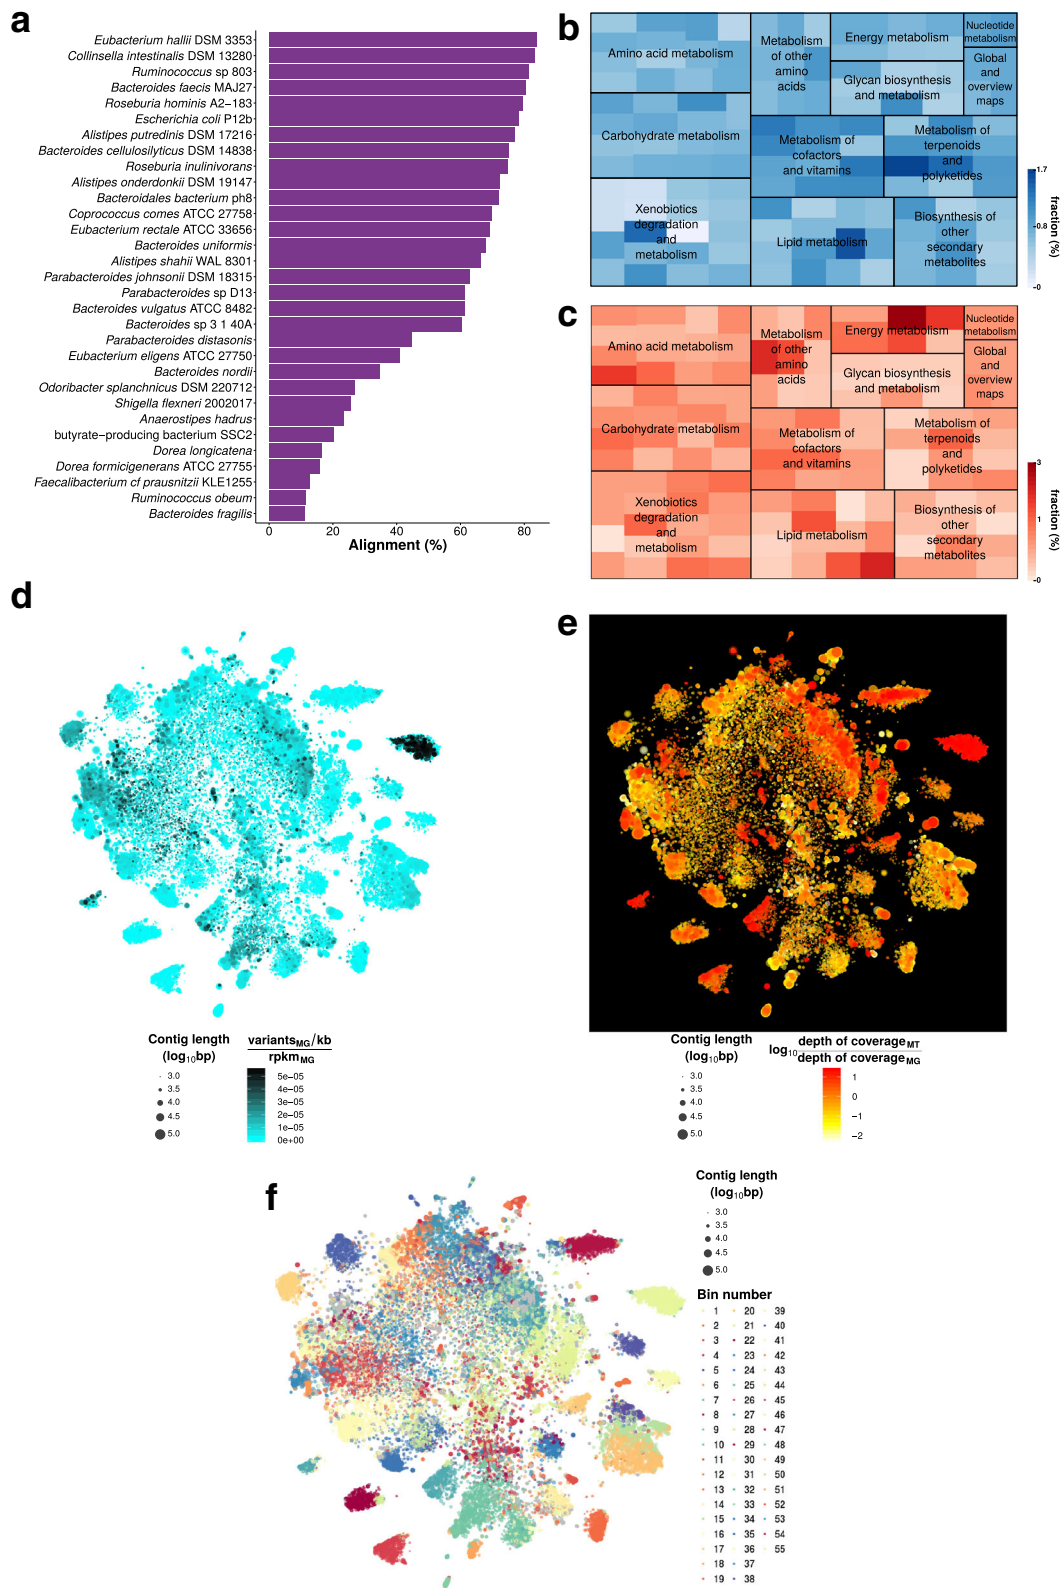 a
Eubacterium hallii DSM 3353
Collinsella intestinalis DSM 13280
Ruminococcus sp 803
Bacteroides faecis MAJ27
Roseburia hominis A2−183
Escherichia coli P12b
Alistipes putredinis DSM 17216
Bacteroides cellulosilyticus DSM 14838
Roseburia inulinivorans
Alistipes onderdonkii DSM 19147
Bacteroidales bacterium ph8
Coprococcus comes ATCC 27758
Eubacterium rectale ATCC 33656
Bacteroides uniformis
Alistipes shahii WAL 8301
Parabacteroides johnsonii DSM 18315
Parabacteroides sp D13
Bacteroides vulgatus ATCC 8482
Bacteroides sp 3 1 40A
Parabacteroides distasonis
Eubacterium eligens ATCC 27750
Bacteroides nordii
Odoribacter splanchnicus DSM 220712
Shigella flexneri 2002017
Anaerostipes hadrus
butyrate−producing bacterium SSC2
Dorea longicatena
Dorea formicigenerans ATCC 27755
Faecalibacterium cf prausnitzii KLE1255
Ruminococcus obeum
Bacteroides fragilis
0 20 40 60 80
Alignment (%)
b
Amino acid metabolism
Metabolism
of other
amino
acids
Energy metabolism
Nucleotide
metabolism
Glycan biosynthesis
and metabolism
Global
and
overview
maps
Carbohydrate metabolism
Metabolism of
cofactors
and vitamins
Metabolism of
terpenoids
and
polyketides
Xenobiotics
degradation
and
metabolism
Lipid metabolism
Biosynthesis of
other
secondary
metabolites
1.7
0.8
0
fraction (%)
c
Amino acid metabolism
Metabolism
of other
amino
acids
Energy metabolism
Nucleotide
metabolism
Glycan biosynthesis
and metabolism
Global
and
overview
maps
Carbohydrate metabolism
Metabolism of
cofactors
and vitamins
Metabolism of
terpenoids
and
polyketides
Xenobiotics
degradation
and
metabolism
Lipid metabolism
Biosynthesis of
other
secondary
metabolites
3
1
0
fraction (%)
d
Contig length
(log₁₀bp)
3.0
3.5
4.0
4.5
5.0
variants_MG/kb
rpkm_MG
5e−05
4e−05
3e−05
2e−05
1e−05
0e+00
e
Contig length
(log₁₀bp)
3.0
3.5
4.0
4.5
5.0
log₁₀ depth of coverage_MT
depth of coverage_MG
1
0
−1
−2
f
Contig length
(log₁₀bp)
3.0
3.5
4.0
4.5
5.0
Bin number
1 20 39
2 21 40
3 22 41
4 23 42
5 24 43
6 25 44
7 26 45
8 27 46
9 28 47
10 29 48
11 30 49
12 31 50
13 32 51
14 33 52
15 34 53
16 35 54
17 36 55
18 37
19 38